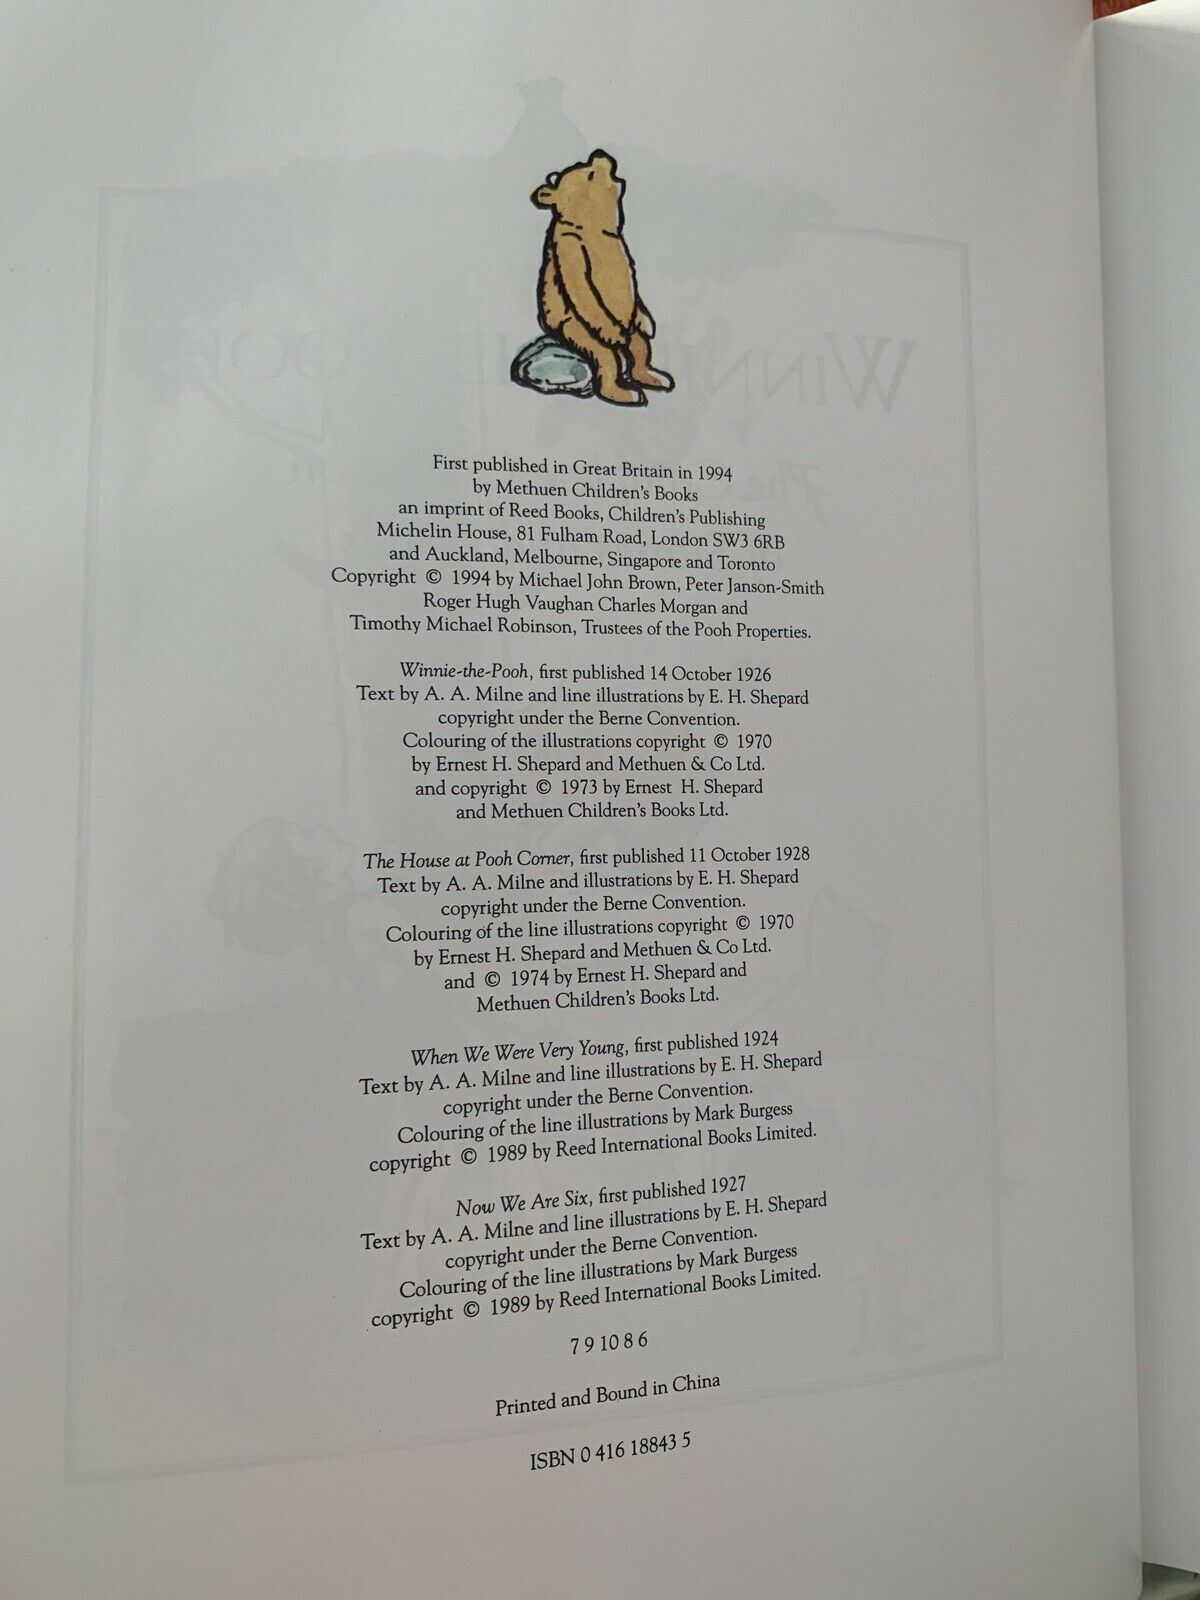 First published in Great Britain in 1994
by Methuen Children's Books
an imprint of Reed Books, Children's Publishing
Michelin House, 81 Fulham Road, London SW3 6RB
and Auckland, Melbourne, Singapore and Toronto
Copyright © 1994 by Michael John Brown, Peter Janson-Smith
Roger Hugh Vaughan Charles Morgan and
Timothy Michael Robinson, Trustees of the Pooh Properties.
Winnie-the-Pooh, first published 14 October 1926
Text by A. A. Milne and line illustrations by E. H. Shepard
copyright under the Berne Convention.
Colouring of the illustrations copyright © 1970
by Ernest H. Shepard and Methuen & Co Ltd.
and copyright © 1973 by Ernest H. Shepard
and Methuen Children's Books Ltd.
The House at Pooh Corner, first published 11 October 1928
Text by A. A. Milne and illustrations by E. H. Shepard
copyright under the Berne Convention.
Colouring of the line illustrations copyright © 1970
by Ernest H. Shepard and Methuen & Co Ltd.
and © 1974 by Ernest H. Shepard and
Methuen Children's Books Ltd.
When We Were Very Young, first published 1924
Text by A. A. Milne and line illustrations by E. H. Shepard
copyright under the Berne Convention.
Colouring of the line illustrations by Mark Burgess
copyright © 1989 by Reed International Books Limited.
Now We Are Six, first published 1927
Text by A. A. Milne and line illustrations by E. H. Shepard
copyright under the Berne Convention.
Colouring of the line illustrations by Mark Burgess
copyright © 1989 by Reed International Books Limited.
7 9 10 8 6
Printed and Bound in China
ISBN 0 416 18843 5